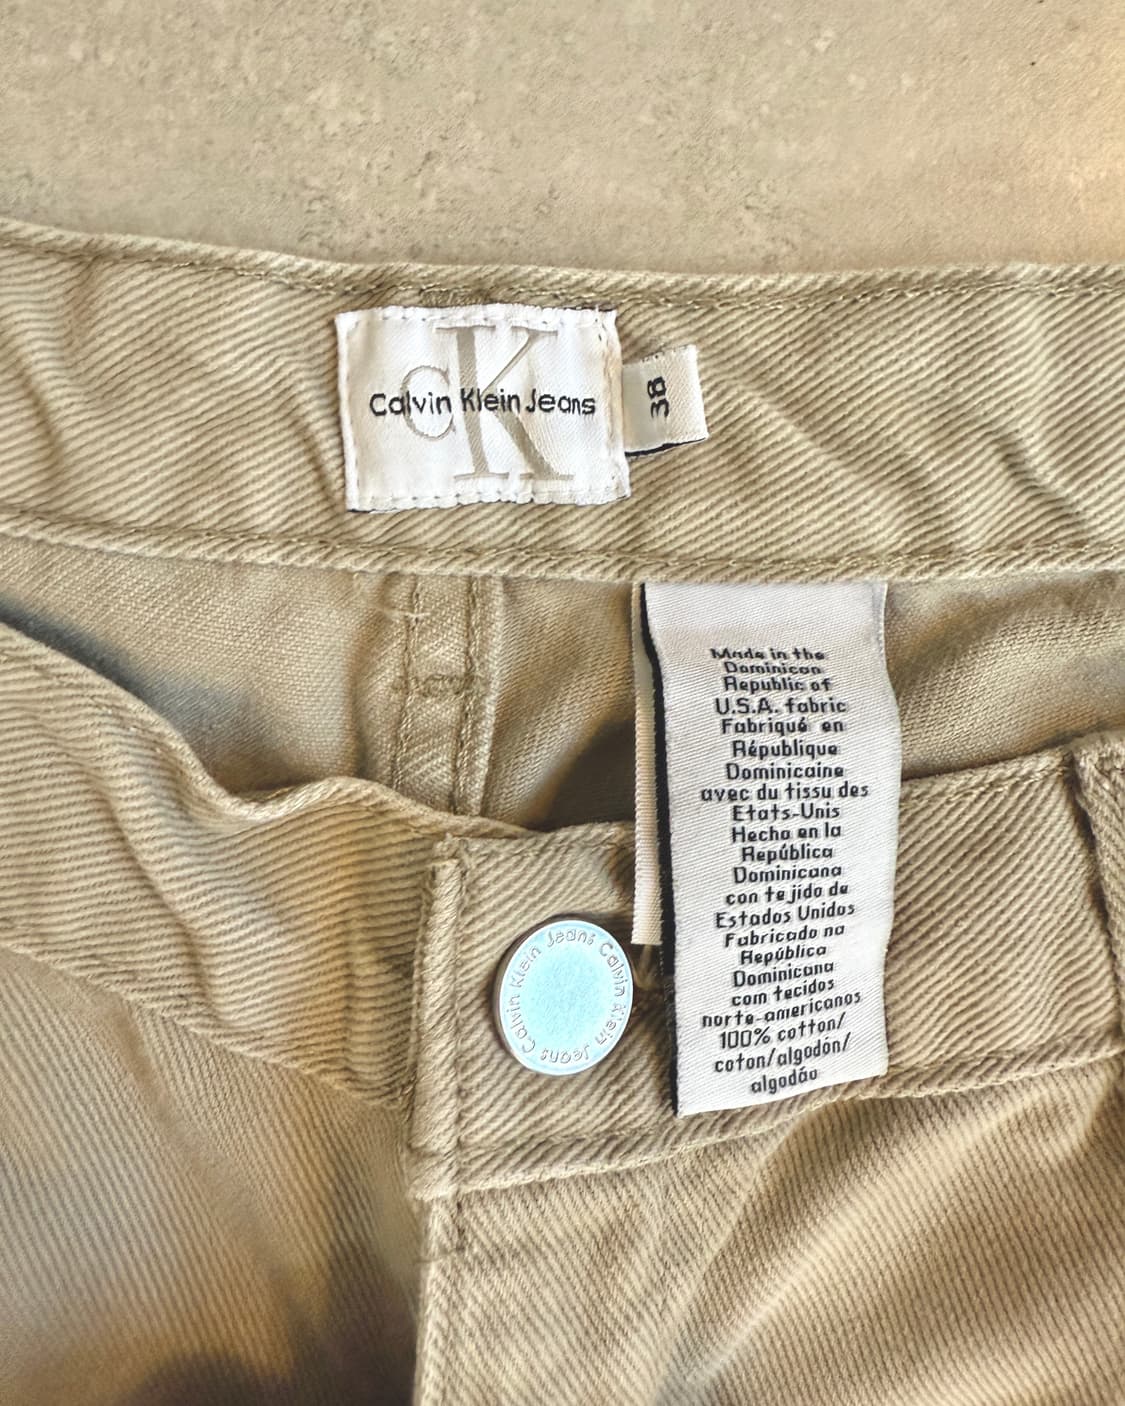 CK
Calvin Klein Jeans
38
Made in the
Dominican
Republic of
U.S.A. fabric
Fabriqué en
République
Dominicaine
avec du tissu des
Etats-Unis
Hecho en la
República
Dominicana
con tejido de
Estados Unidos
Fabricado na
República
Dominicana
com tecidos
norte-americanos
100% cotton/
coton/algodón/
algodáo
Calvin Klein Jeans Calvin Klein Jeans